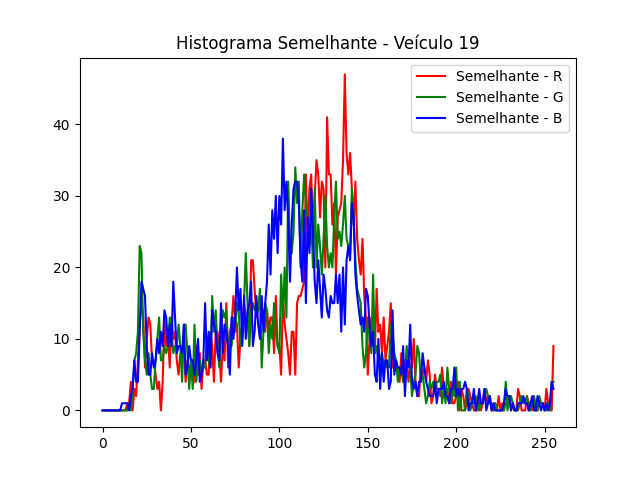 Histograma Semelhante - Veículo 19
Semelhante - R
Semelhante - G
Semelhante - B
40
30
20
10
0
0 50 100 150 200 250